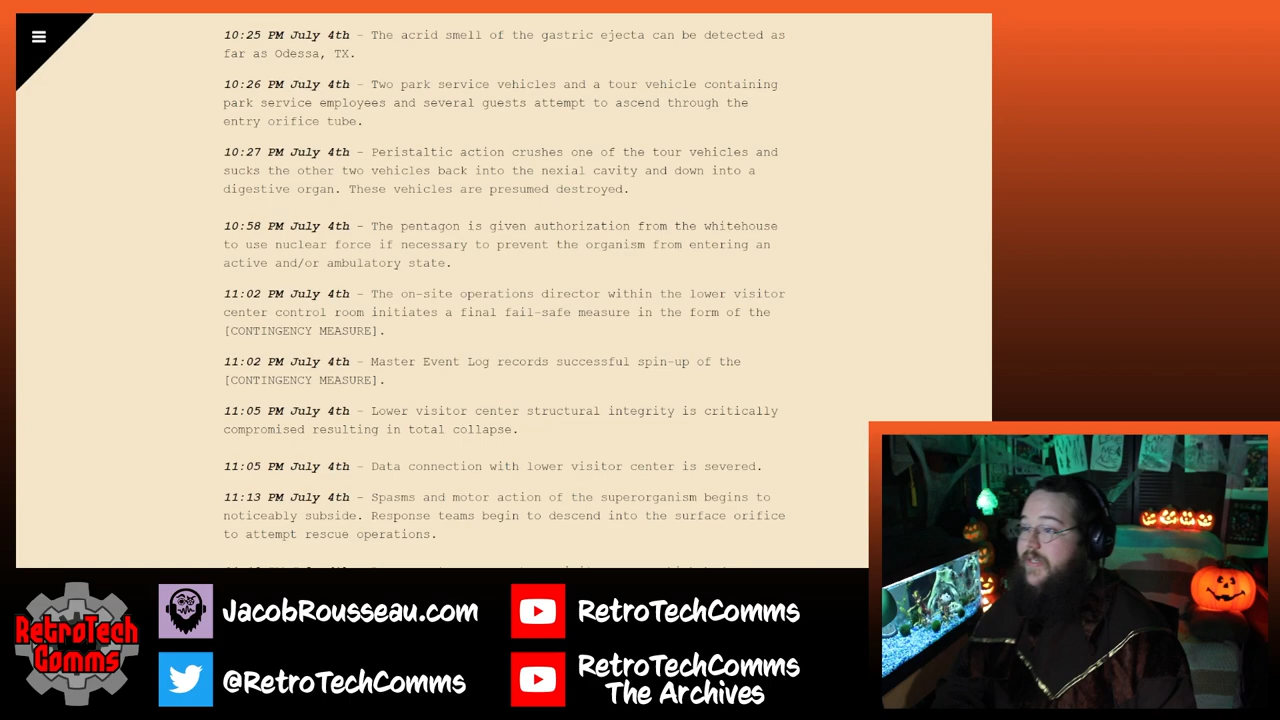 10:25 PM July 4th – The acrid smell of the gastric ejecta can be detected as
far as Odessa, TX.
10:26 PM July 4th – Two park service vehicles and a tour vehicle containing
park service employees and several guests attempt to ascend through the
entry orifice tube.
10:27 PM July 4th – Peristaltic action crushes one of the tour vehicles and
sucks the other two vehicles back into the nexial cavity and down into a
digestive organ. These vehicles are presumed destroyed.
10:58 PM July 4th – The pentagon is given authorization from the whitehouse
to use nuclear force if necessary to prevent the organism from entering an
active and/or ambulatory state.
11:02 PM July 4th – The on-site operations director within the lower visitor
center control room initiates a final fail-safe measure in the form of the
[CONTINGENCY MEASURE].
11:02 PM July 4th – Master Event Log records successful spin-up of the
[CONTINGENCY MEASURE].
11:05 PM July 4th – Lower visitor center structural integrity is critically
compromised resulting in total collapse.
11:05 PM July 4th – Data connection with lower visitor center is severed.
11:13 PM July 4th – Spasms and motor action of the superorganism begins to
noticeably subside. Response teams begin to descend into the surface orifice
to attempt rescue operations.
RetroTech
Comms
JacobRousseau.com
@RetroTechComms
RetroTechComms
RetroTechComms
The Archives